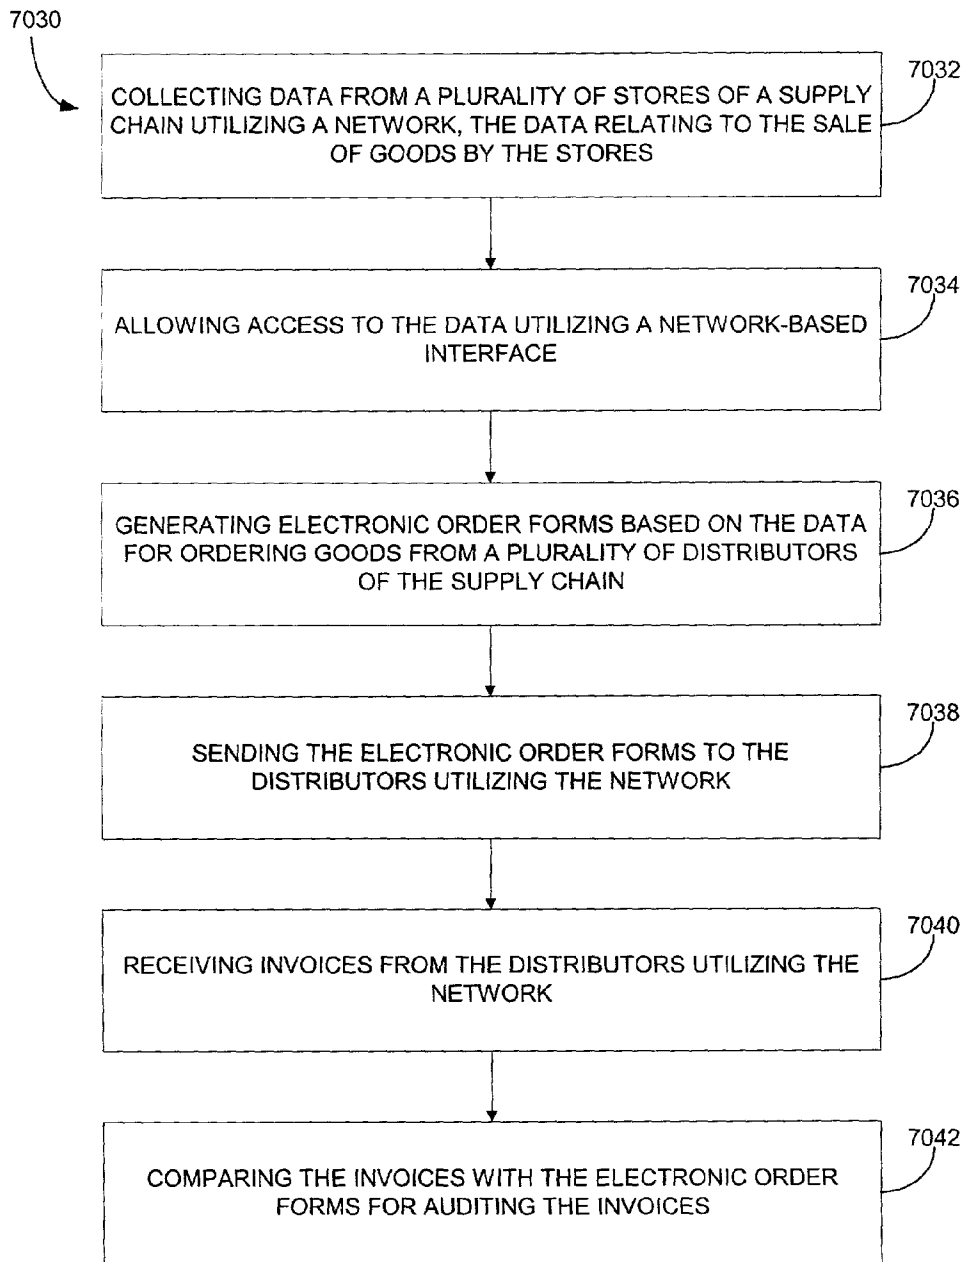 7030
7032
COLLECTING DATA FROM A PLURALITY OF STORES OF A SUPPLY
CHAIN UTILIZING A NETWORK, THE DATA RELATING TO THE SALE
OF GOODS BY THE STORES
7034
ALLOWING ACCESS TO THE DATA UTILIZING A NETWORK-BASED
INTERFACE
7036
GENERATING ELECTRONIC ORDER FORMS BASED ON THE DATA
FOR ORDERING GOODS FROM A PLURALITY OF DISTRIBUTORS
OF THE SUPPLY CHAIN
7038
SENDING THE ELECTRONIC ORDER FORMS TO THE
DISTRIBUTORS UTILIZING THE NETWORK
7040
RECEIVING INVOICES FROM THE DISTRIBUTORS UTILIZING THE
NETWORK
7042
COMPARING THE INVOICES WITH THE ELECTRONIC ORDER
FORMS FOR AUDITING THE INVOICES